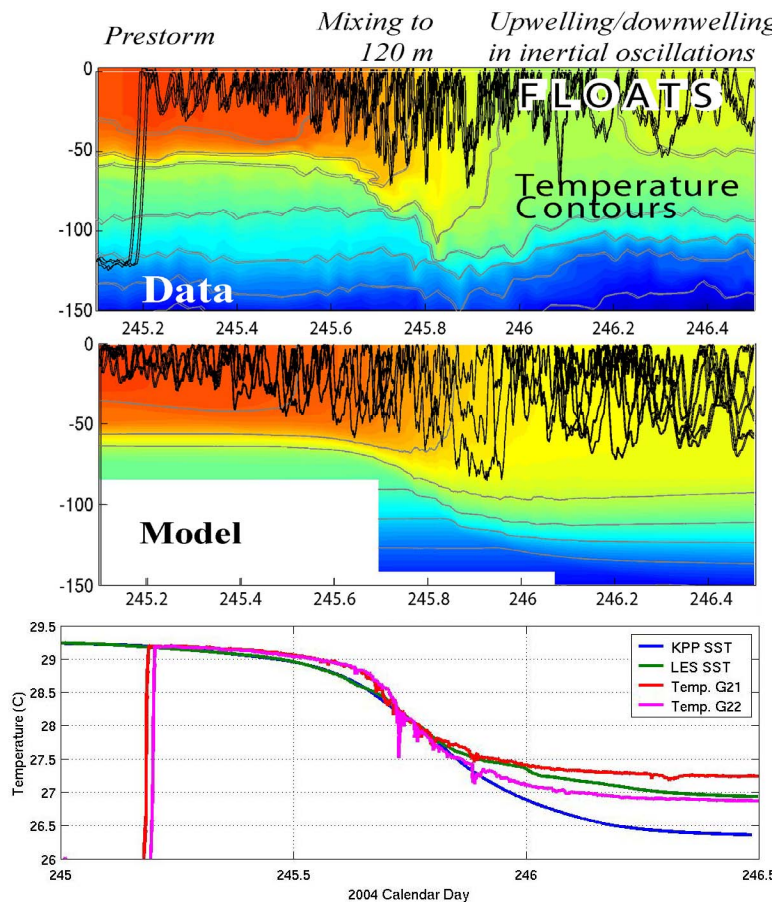 Prestorm
Mixing to
120 m
Upwelling/downwelling
in inertial oscillations
0
-50
-100
-150
FLOATS
Temperature
Contours
Data
245.2 245.4 245.6 245.8 246 246.2 246.4
0
-50
-100
-150
Model
245.2 245.4 245.6 245.8 246 246.2 246.4
29.5
29
28.5
28
27.5
27
26.5
26
Temperature (C)
KPP SST
LES SST
Temp. G21
Temp. G22
245 245.5 246 246.5
2004 Calendar Day